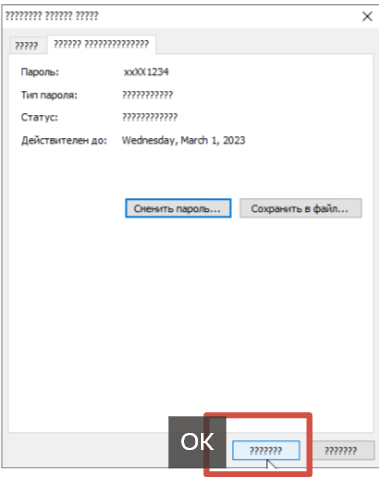 ???????? ?????? ?????
?????
?????? ??????????????
Пароль: xxXX1234
Тип пароля: ???????????
Статус: ????????????
Действителен до: Wednesday, March 1, 2023
Сменить пароль... Сохранить в файл...
OK ??????? ???????